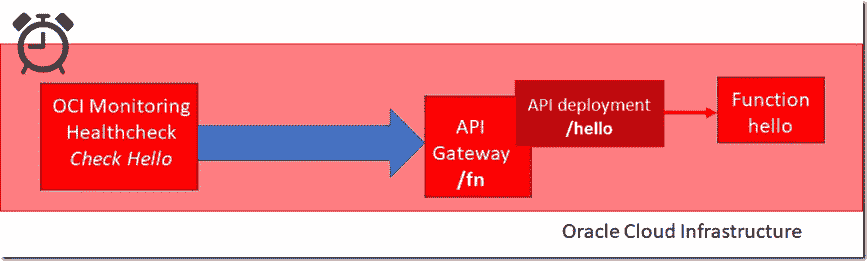 OCI Monitoring
Healthcheck
Check Hello
API
Gateway
/fn
API deployment
/hello
Function
hello
Oracle Cloud Infrastructure